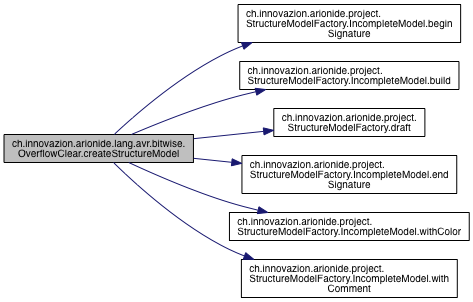 ch.innovazion.arionide.project.
StructureModelFactory.IncompleteModel.begin
Signature
ch.innovazion.arionide.project.
StructureModelFactory.IncompleteModel.build
ch.innovazion.arionide.project.
StructureModelFactory.draft
ch.innovazion.arionide.lang.avr.bitwise.
OverflowClear.createStructureModel
ch.innovazion.arionide.project.
StructureModelFactory.IncompleteModel.end
Signature
ch.innovazion.arionide.project.
StructureModelFactory.IncompleteModel.withColor
ch.innovazion.arionide.project.
StructureModelFactory.IncompleteModel.with
Comment